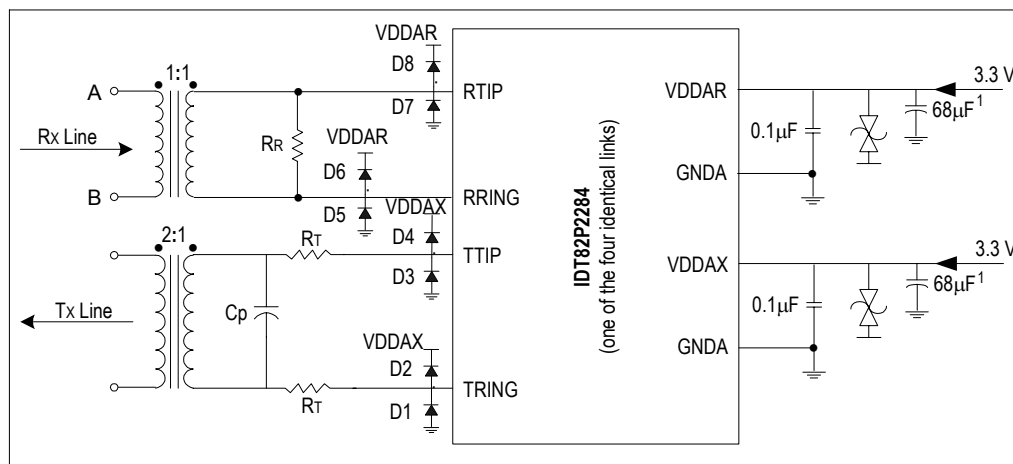 VDDAR
D8
1:1
A
RTIP
D7
Rx Line
RR
VDDAR
D6
B
RRING
D5
VDDAX
2:1
RT
D4
TTIP
D3
Tx Line
Cp
VDDAX
D2
TRING
RT
D1
IDT82P2284
(one of the four identical links)
3.3 V
VDDAR
68µF1
0.1µF
GNDA
3.3 V
VDDAX
68µF1
0.1µF
GNDA